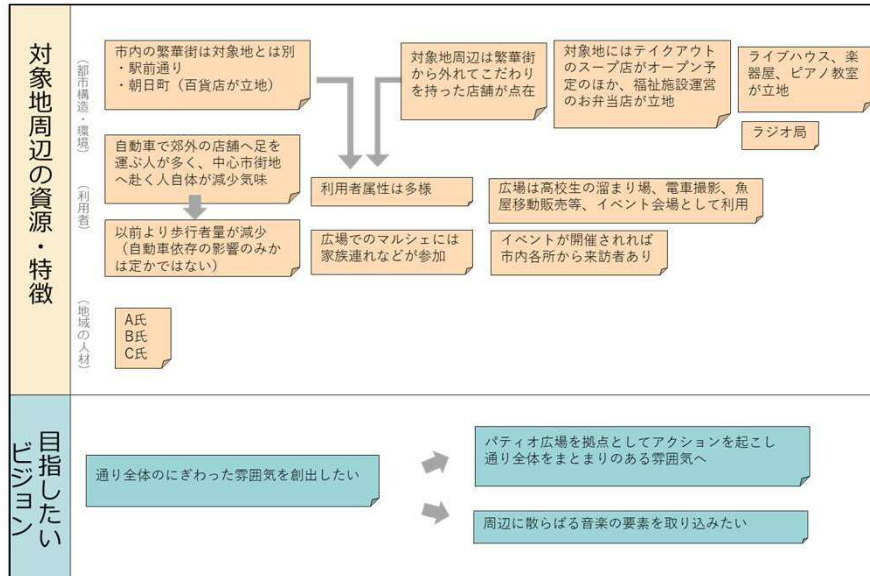 対象地周辺の資源・特徴
（都市構造・環境）
市内の繁華街は対象地とは別
・駅前通り
・朝日町（百貨店が立地）
対象地周辺は繁華街
から外れてこだわり
を持った店舗が点在
対象地にはテイクアウト
のスープ店がオープン予
定のほか、福祉施設運営
のお弁当店が立地
ライブハウス、楽
器屋、ピアノ教室
が立地
ラジオ局
自動車で郊外の店舗へ足を
運ぶ人が多く、中心市街地
へ赴く人自体が減少気味
（利用者）
利用者属性は多様
広場は高校生の溜まり場、電車撮影、魚
屋移動販売等、イベント会場として利用
以前より歩行者量が減少
（自動車依存の影響のみか
は定かではない）
広場でのマルシェには
家族連れなどが参加
イベントが開催されれば
市内各所から来訪者あり
（地域の人材）
A氏
B氏
C氏
目指したい
ビジョン
通り全体のにぎわった雰囲気を創出したい
パティオ広場を拠点としてアクションを起こし
通り全体をまとまりのある雰囲気へ
周辺に散らばる音楽の要素を取り込みたい